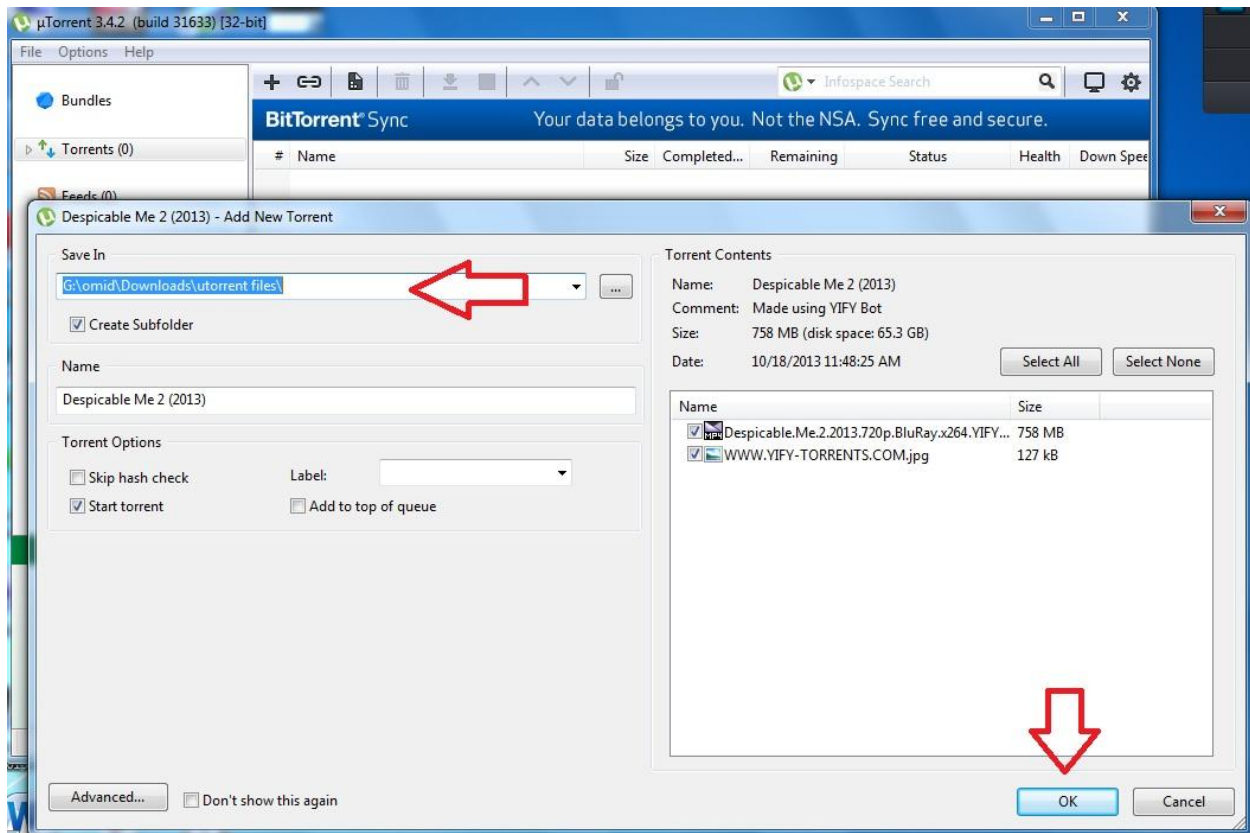 µTorrent 3.4.2 (build 31633) [32-bit]
File Options Help
Infospace Search
Bundles
BitTorrent® Sync Your data belongs to you. Not the NSA. Sync free and secure.
Torrents (0)
# Name Size Completed... Remaining Status Health Down Spee
Feeds (0)
Despicable Me 2 (2013) - Add New Torrent
Save In
G:\omid\Downloads\utorrent files\
...
Create Subfolder
Name
Despicable Me 2 (2013)
Torrent Options
Skip hash check Label:
Start torrent Add to top of queue
Torrent Contents
Name: Despicable Me 2 (2013)
Comment: Made using YIFY Bot
Size: 758 MB (disk space: 65.3 GB)
Date: 10/18/2013 11:48:25 AM
Select All Select None
Name Size
Despicable.Me.2.2013.720p.BluRay.x264.YIFY... 758 MB
WWW.YIFY-TORRENTS.COM.jpg 127 kB
Advanced... Don't show this again
OK Cancel